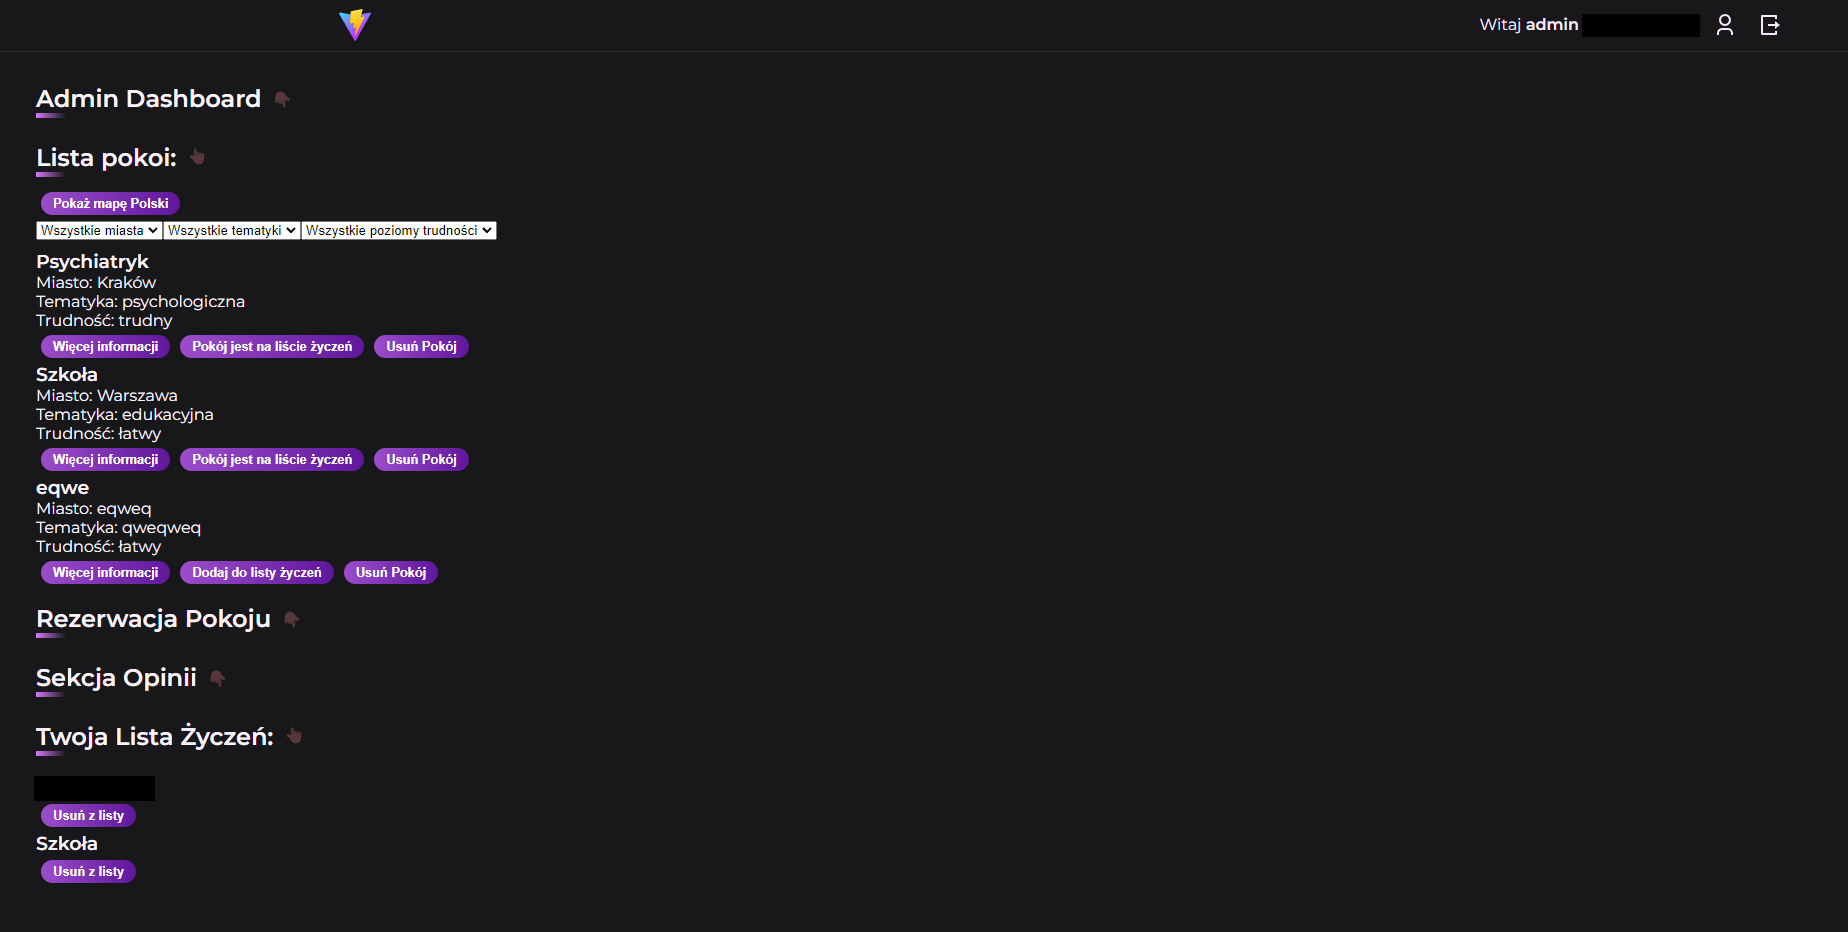 Witaj admin
Admin Dashboard
Lista pokoi:
Pokaż mapę Polski
Wszystkie miasta Wszystkie tematyki Wszystkie poziomy trudności
Psychiatryk
Miasto: Kraków
Tematyka: psychologiczna
Trudność: trudny
Więcej informacji Pokój jest na liście życzeń Usuń Pokój
Szkoła
Miasto: Warszawa
Tematyka: edukacyjna
Trudność: łatwy
Więcej informacji Pokój jest na liście życzeń Usuń Pokój
eqwe
Miasto: eqweq
Tematyka: qweqweq
Trudność: łatwy
Więcej informacji Dodaj do listy życzeń Usuń Pokój
Rezerwacja Pokoju
Sekcja Opinii
Twoja Lista Życzeń:
Usuń z listy
Szkoła
Usuń z listy